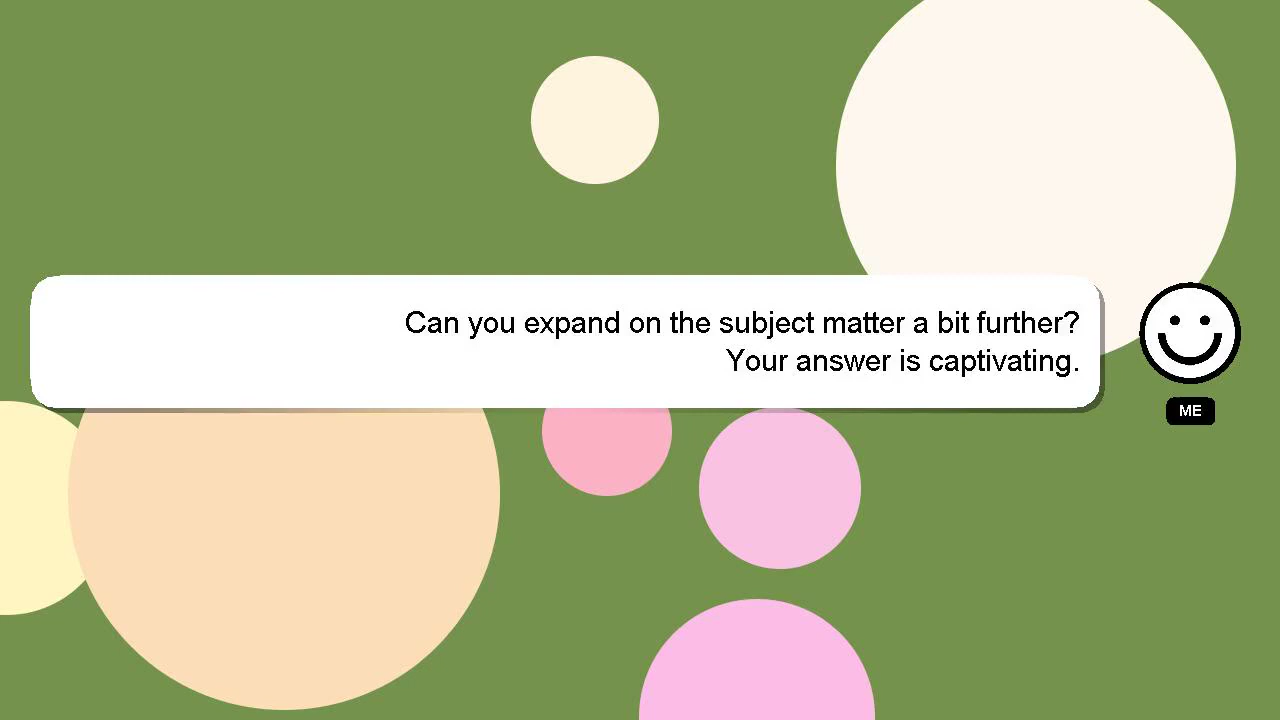 Can you expand on the subject matter a bit further?
Your answer is captivating.
ME